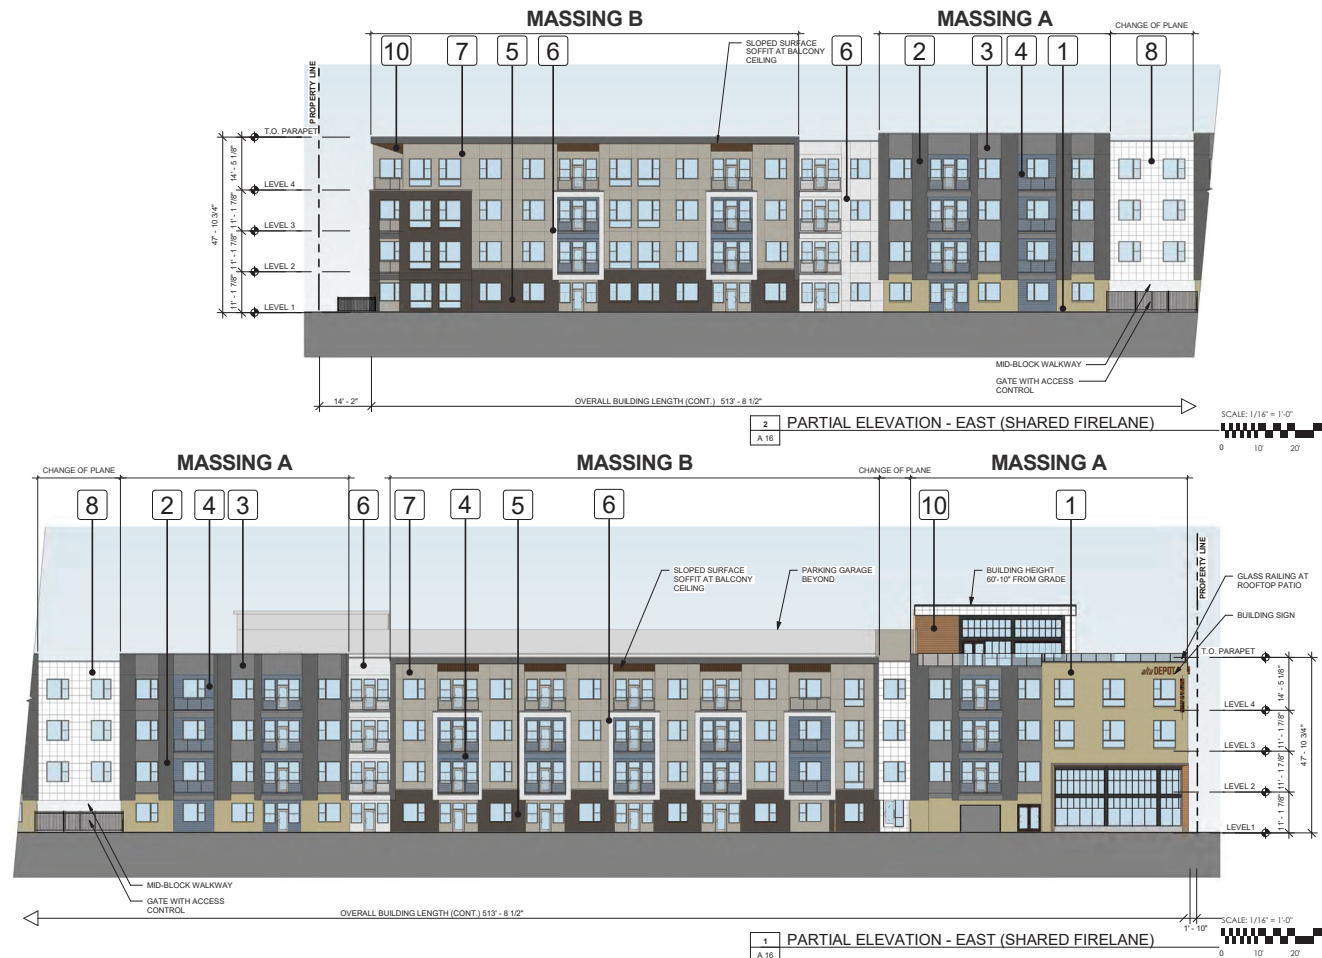 MASSING B
MASSING A
CHANGE OF PLANE
10
7
5
6
SLOPED SURFACE
SOFFIT AT BALCONY
CEILING
6
2
3
4
1
8
PROPERTY LINE
T.O. PARAPET
LEVEL 4
LEVEL 3
LEVEL 2
LEVEL 1
14' - 5 1/8"
11' - 1 7/8"
11' - 1 7/8"
11' - 1 7/8"
47' - 10 3/4"
MID-BLOCK WALKWAY
GATE WITH ACCESS
CONTROL
14' - 2"
OVERALL BUILDING LENGTH (CONT.) 513' - 8 1/2"
2
A 16
PARTIAL ELEVATION - EAST (SHARED FIRELANE)
SCALE: 1/16" = 1'-0"
0 10' 20'
CHANGE OF PLANE
MASSING A
MASSING B
CHANGE OF PLANE
MASSING A
8
2
4
3
6
7
4
5
6
10
1
SLOPED SURFACE
SOFFIT AT BALCONY
CEILING
PARKING GARAGE
BEYOND
BUILDING HEIGHT
60'-10" FROM GRADE
PROPERTY LINE
GLASS RAILING AT
ROOFTOP PATIO
BUILDING SIGN
alta DEPOT
T.O. PARAPET
LEVEL 4
LEVEL 3
LEVEL 2
LEVEL1
14' - 5 1/8"
11' - 1 7/8"
11' - 1 7/8"
11' - 1 7/8"
47' - 10 3/4"
MID-BLOCK WALKWAY
GATE WITH ACCESS
CONTROL
OVERALL BUILDING LENGTH (CONT.) 513' - 8 1/2"
1' - 10"
1
A 16
PARTIAL ELEVATION - EAST (SHARED FIRELANE)
SCALE: 1/16" = 1'-0"
0 10' 20'